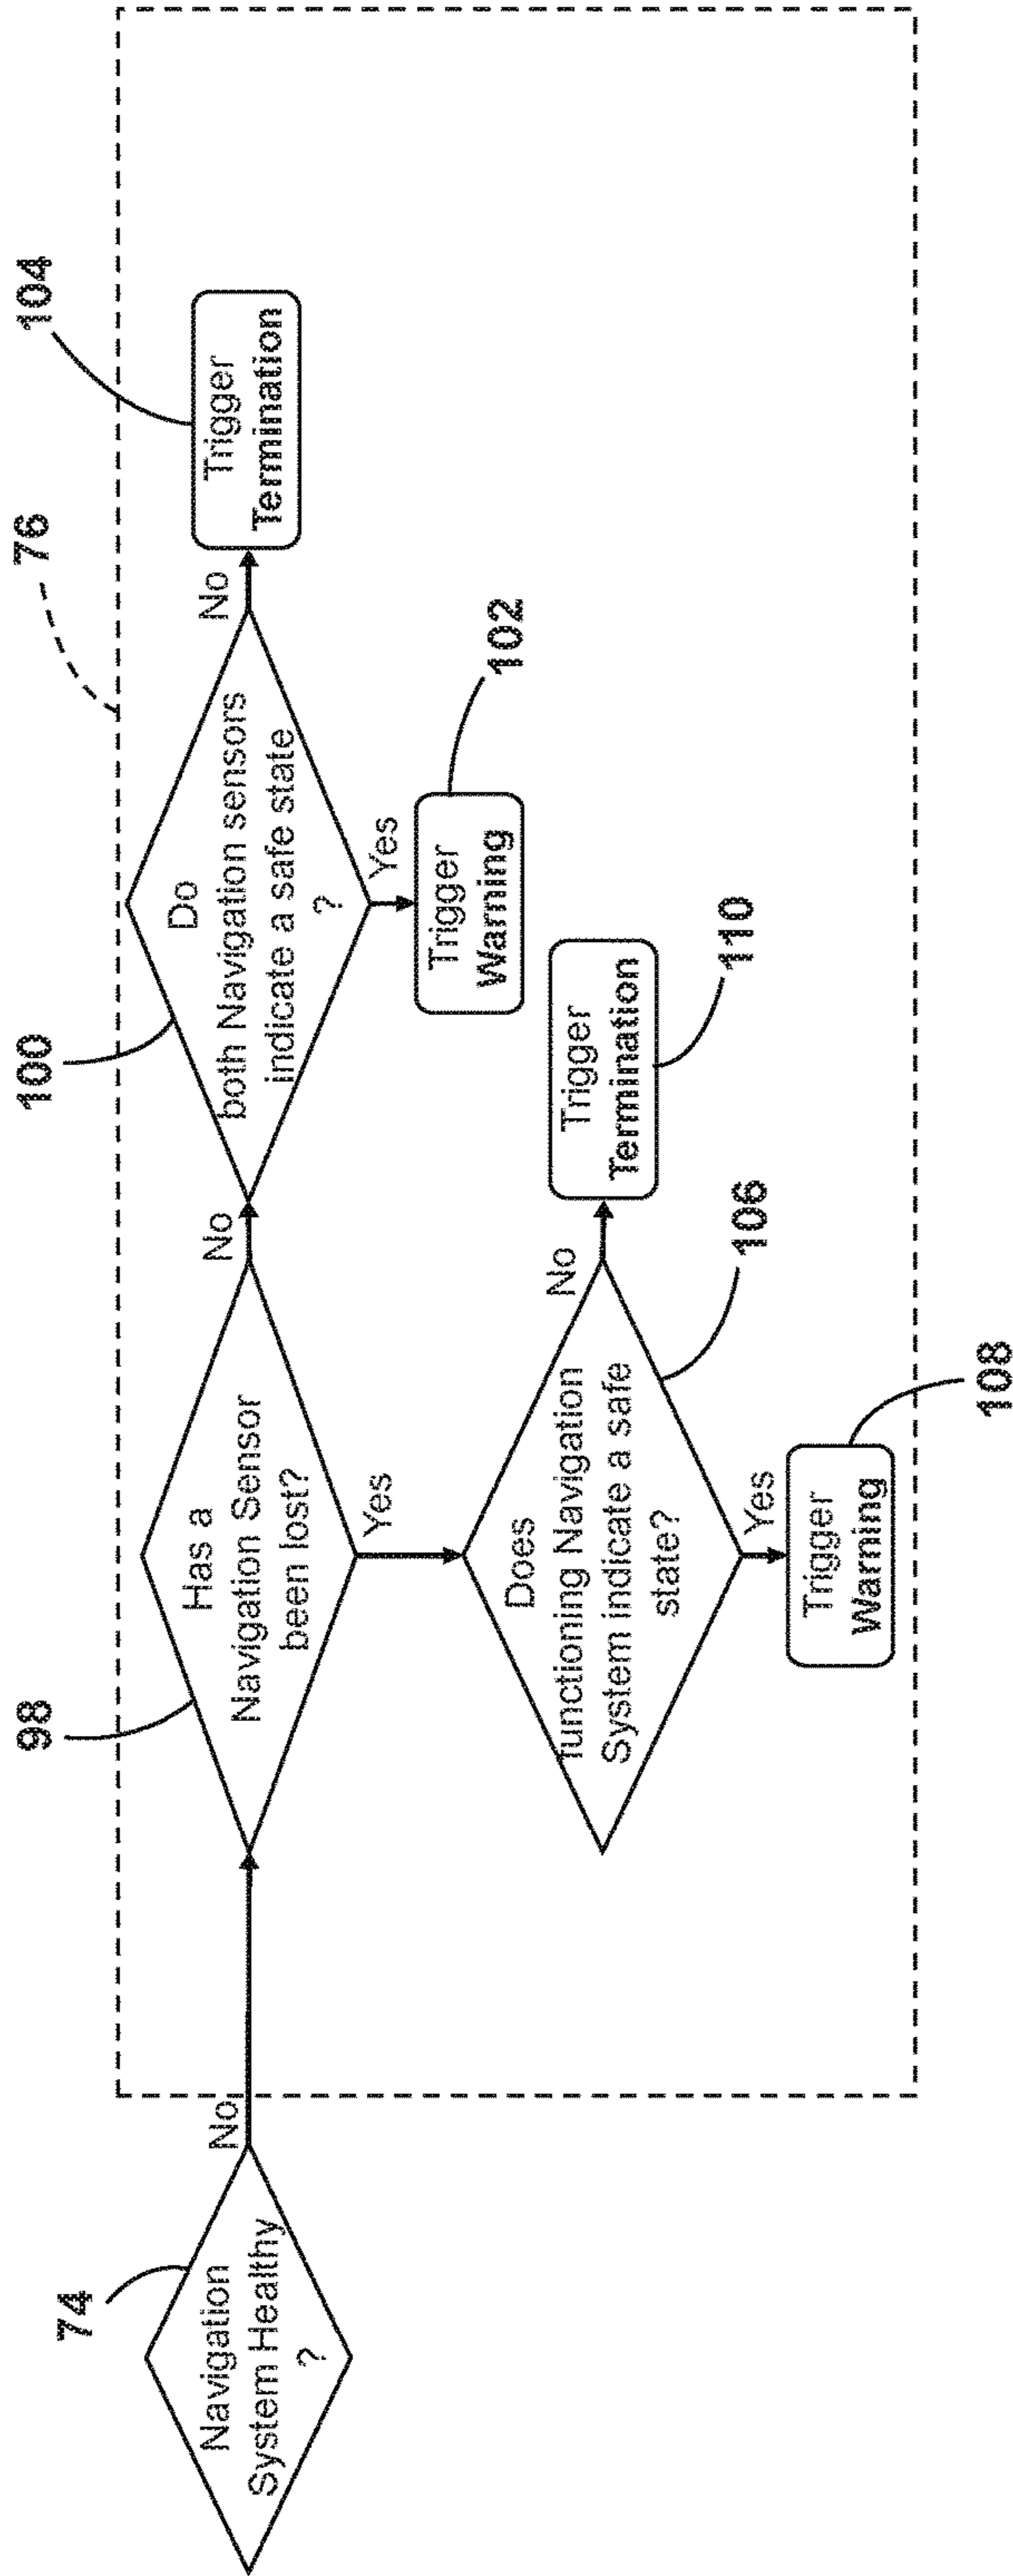 74
Navigation
System Healthy
?
No
76
98
Has a
Navigation Sensor
been lost?
No
Yes
100
Do
both Navigation sensors
indicate a safe state
?
No
Yes
104
Trigger
Termination
102
Trigger
Warning
106
Does
functioning Navigation
System indicate a safe
state?
No
Yes
110
Trigger
Termination
108
Trigger
Warning